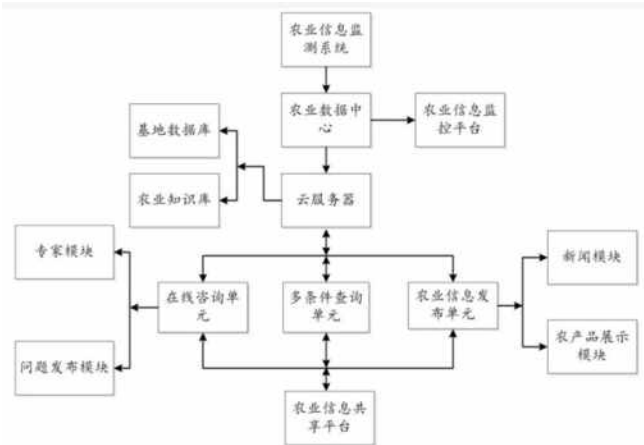 农业信息监
测系统
农业数据中
心
农业信息监
控平台
基地数据库
农业知识库
云服务器
专家模块
问题发布模块
在线咨询单
元
多条件查询
单元
农业信息发
布单元
新闻模块
农产品展示
模块
农业信息共
享平台